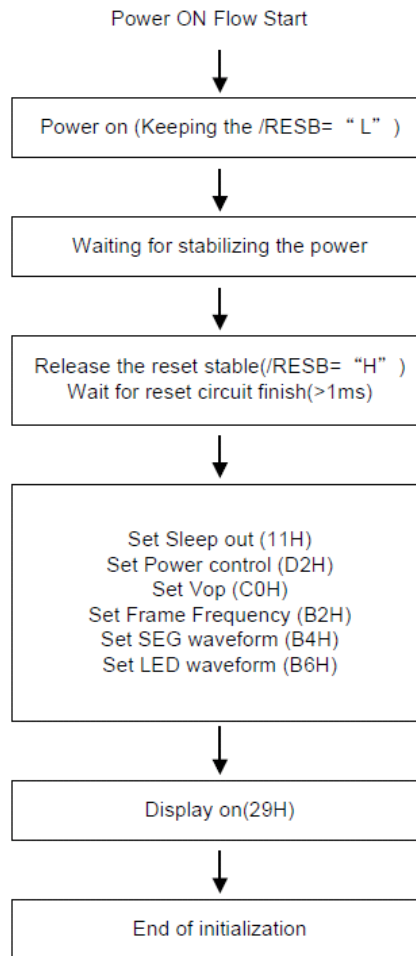 Power ON Flow Start
Power on (Keeping the /RESB= “ L” )
Waiting for stabilizing the power
Release the reset stable(/RESB= “H” )
Wait for reset circuit finish(>1ms)
Set Sleep out (11H)
Set Power control (D2H)
Set Vop (C0H)
Set Frame Frequency (B2H)
Set SEG waveform (B4H)
Set LED waveform (B6H)
Display on(29H)
End of initialization